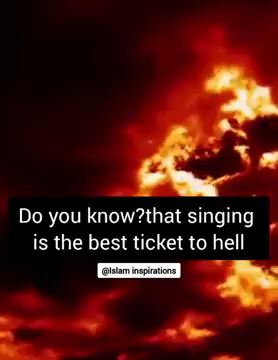 Do you know?that singing
is the best ticket to hell
@Islam inspirations